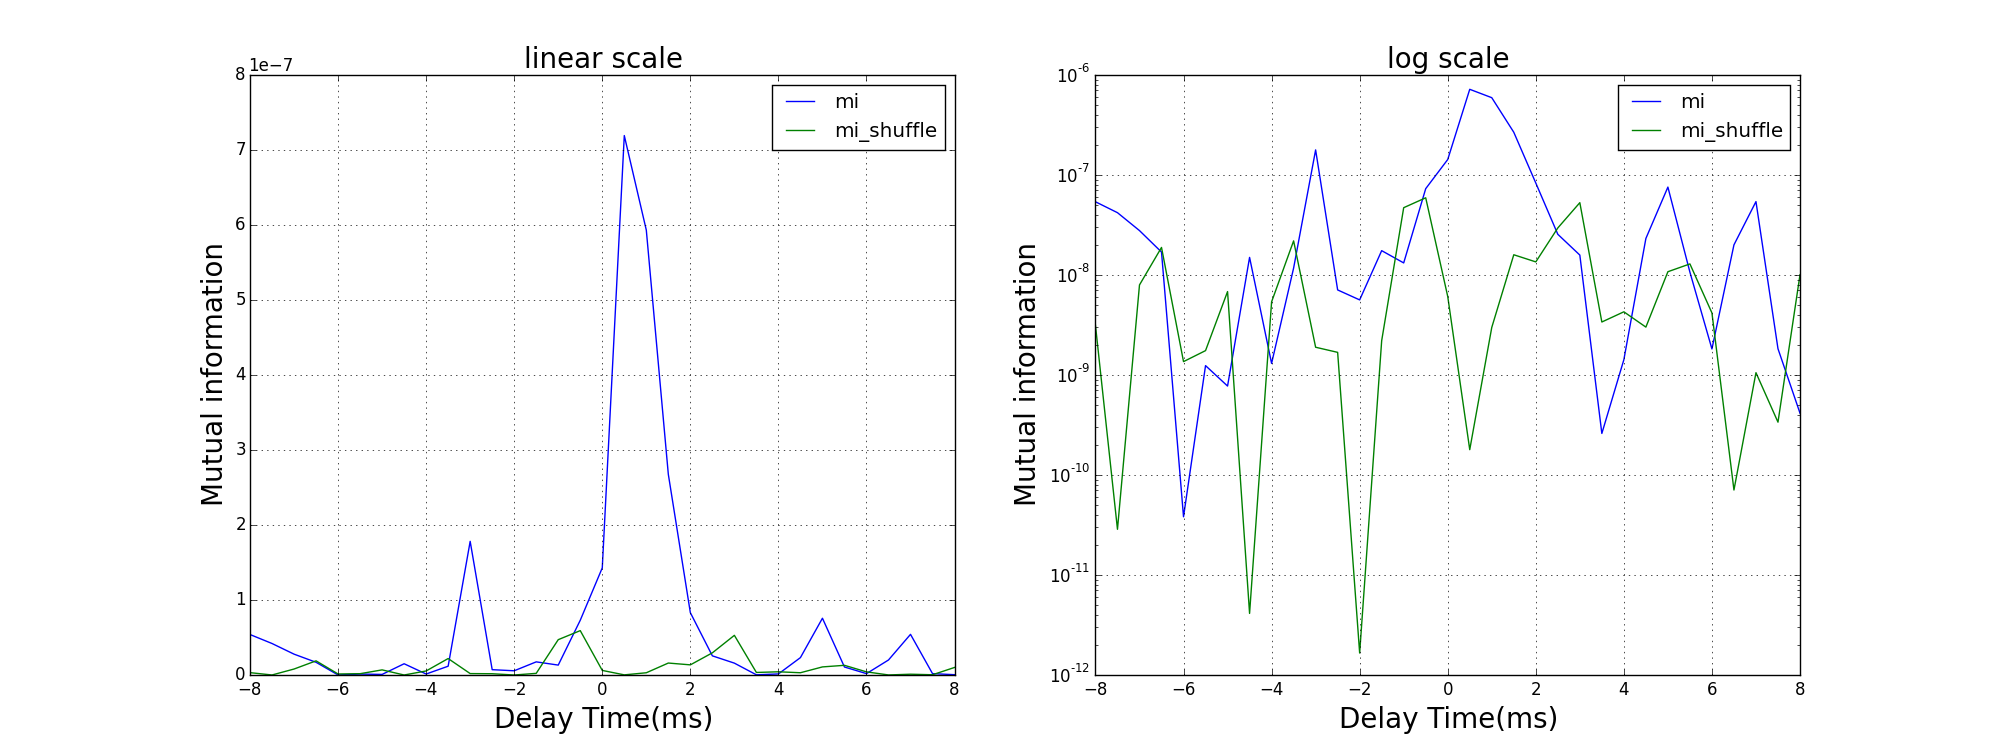 linear scale
1e−7
8
7
6
5
4
3
2
1
0
−8 −6 −4 −2 0 2 4 6 8
Mutual information
Delay Time(ms)
mi
mi_shuffle
log scale
10-6
10-7
10-8
10-9
10-10
10-11
10-12
−8 −6 −4 −2 0 2 4 6 8
Mutual information
Delay Time(ms)
mi
mi_shuffle